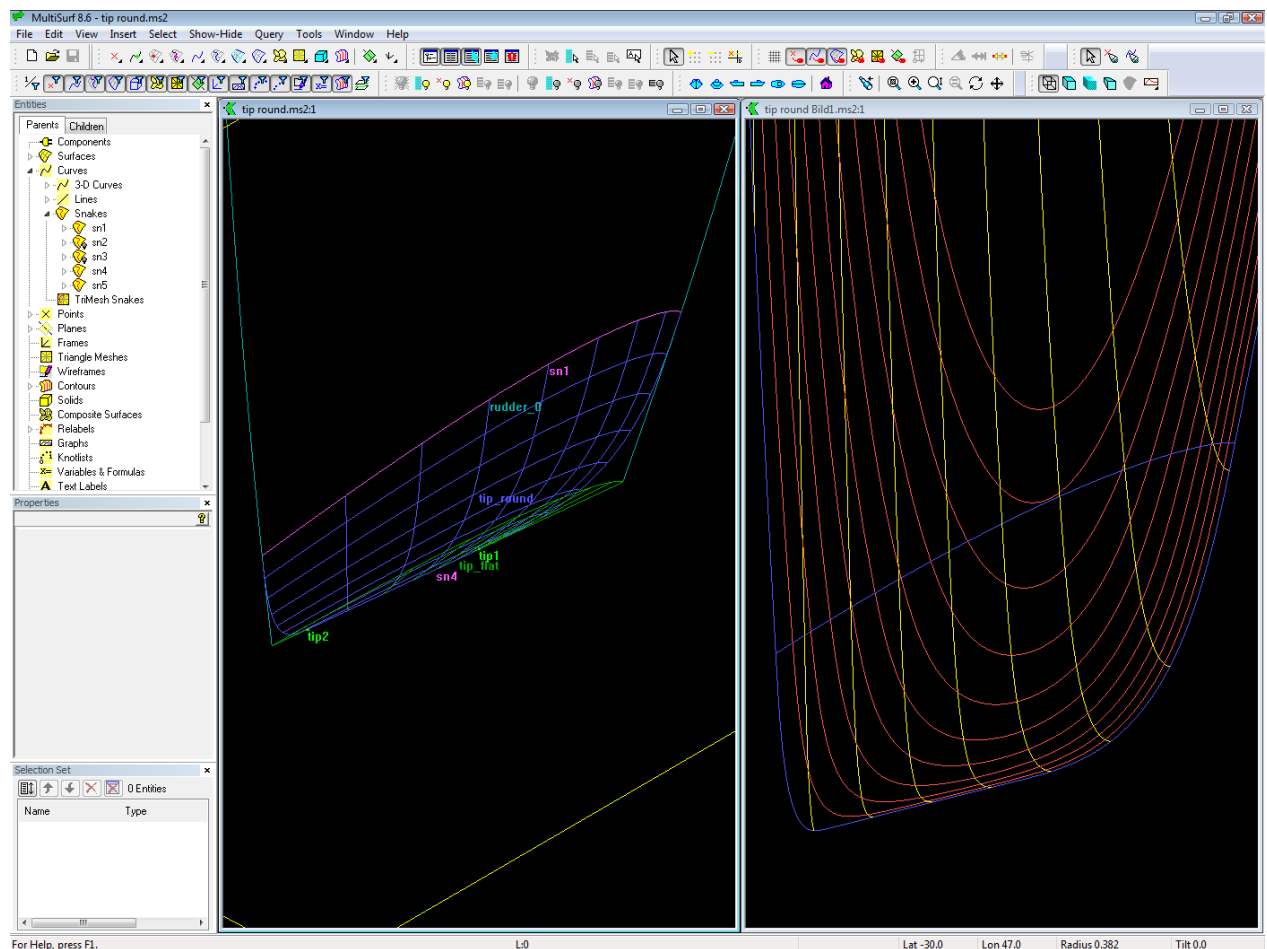 MultiSurf 8.6 - tip round.ms2
File Edit View Insert Select Show-Hide Query Tools Window Help
Entities
Parents Children
Components
Surfaces
Curves
3-D Curves
Lines
Snakes
sn1
sn2
sn3
sn4
sn5
TriMesh Snakes
Points
Planes
Frames
Triangle Meshes
Wireframes
Contours
Solids
Composite Surfaces
Relabels
Graphs
Knotlists
Variables & Formulas
Text Labels
Properties
Selection Set
0 Entities
Name Type
tip round.ms2:1
sn1
rudder_0
tip_round
tip1
tip_flat
sn4
tip2
tip round Bild1.ms2:1
For Help, press F1. L:0 Lat -30.0 Lon 47.0 Radius 0.382 Tilt 0.0